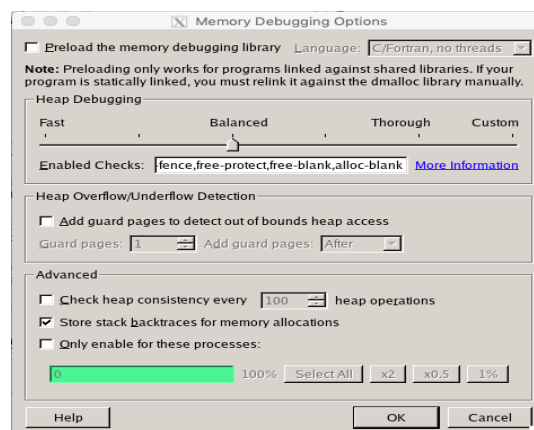 Memory Debugging Options
Preload the memory debugging library Language: C/Fortran, no threads
Note: Preloading only works for programs linked against shared libraries. If your
program is statically linked, you must relink it against the dmalloc library manually.
Heap Debugging
Fast Balanced Thorough Custom
Enabled Checks: -fence,free-protect,free-blank,alloc-blank More Information
Heap Overflow/Underflow Detection
Add guard pages to detect out of bounds heap access
Guard pages: 1 Add guard pages: After
Advanced
Check heap consistency every 100 heap operations
Store stack backtraces for memory allocations
Only enable for these processes:
0 100% Select All x2 x0.5 1%
Help OK Cancel